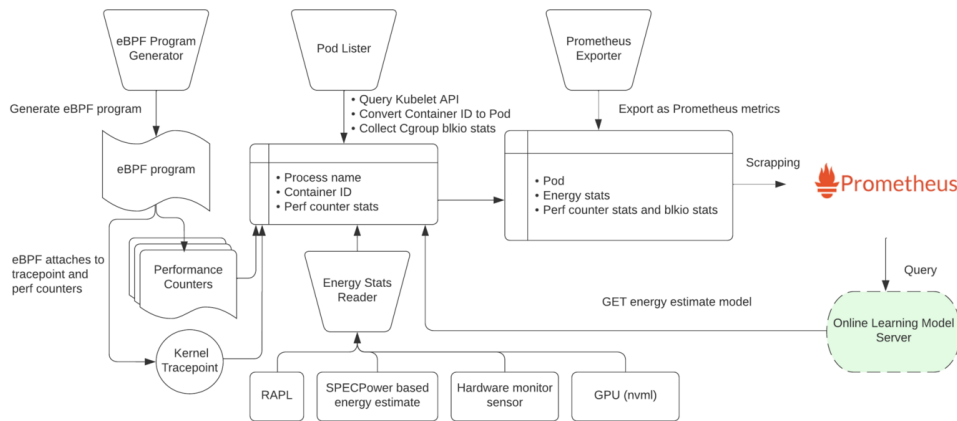 eBPF Program
Generator
Pod Lister
Prometheus
Exporter
Generate eBPF program
• Query Kubelet API
• Convert Container ID to Pod
• Collect Cgroup blkio stats
Export as Prometheus metrics
eBPF program
• Process name
• Container ID
• Perf counter stats
• Pod
• Energy stats
• Perf counter stats and blkio stats
Scrapping
Prometheus
eBPF attaches to
tracepoint and
perf counters
Performance
Counters
Energy Stats
Reader
Query
GET energy estimate model
Online Learning Model
Server
Kernel
Tracepoint
RAPL
SPECPower based
energy estimate
Hardware monitor
sensor
GPU (nvml)